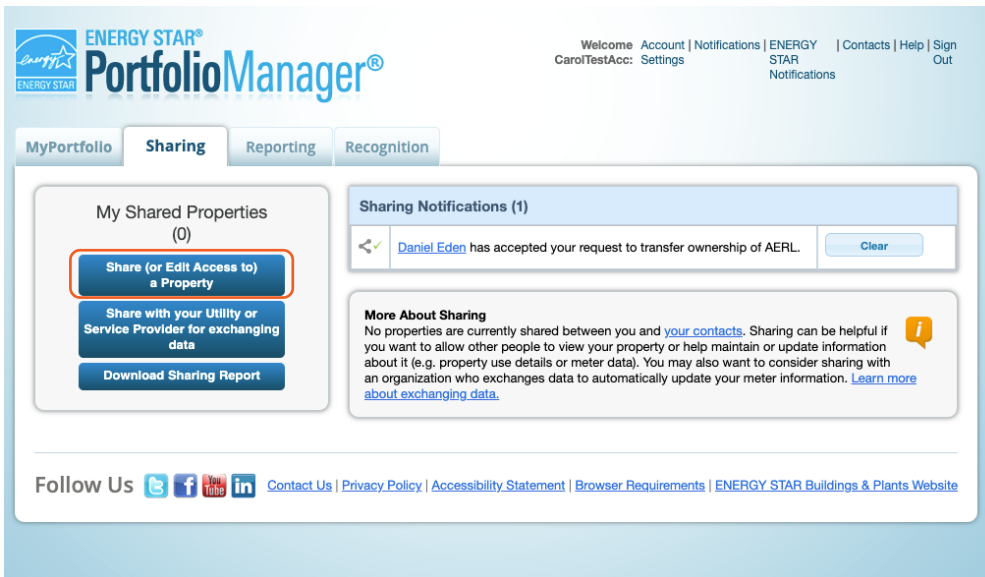 ENERGY STAR®
PortfolioManager®
energy
ENERGY STAR
Welcome
CarolTestAcc:
Account | Notifications | ENERGY | Contacts | Help | Sign
Settings STAR Out
Notifications
MyPortfolio
Sharing
Reporting
Recognition
My Shared Properties
(0)
Share (or Edit Access to)
a Property
Share with your Utility or
Service Provider for exchanging
data
Download Sharing Report
Sharing Notifications (1)
Daniel Eden has accepted your request to transfer ownership of AERL.
Clear
More About Sharing
No properties are currently shared between you and your contacts. Sharing can be helpful if
you want to allow other people to view your property or help maintain or update information
about it (e.g. property use details or meter data). You may also want to consider sharing with
an organization who exchanges data to automatically update your meter information. Learn more
about exchanging data.
i
Follow Us
You
Tube
in
Contact Us | Privacy Policy | Accessibility Statement | Browser Requirements | ENERGY STAR Buildings & Plants Website